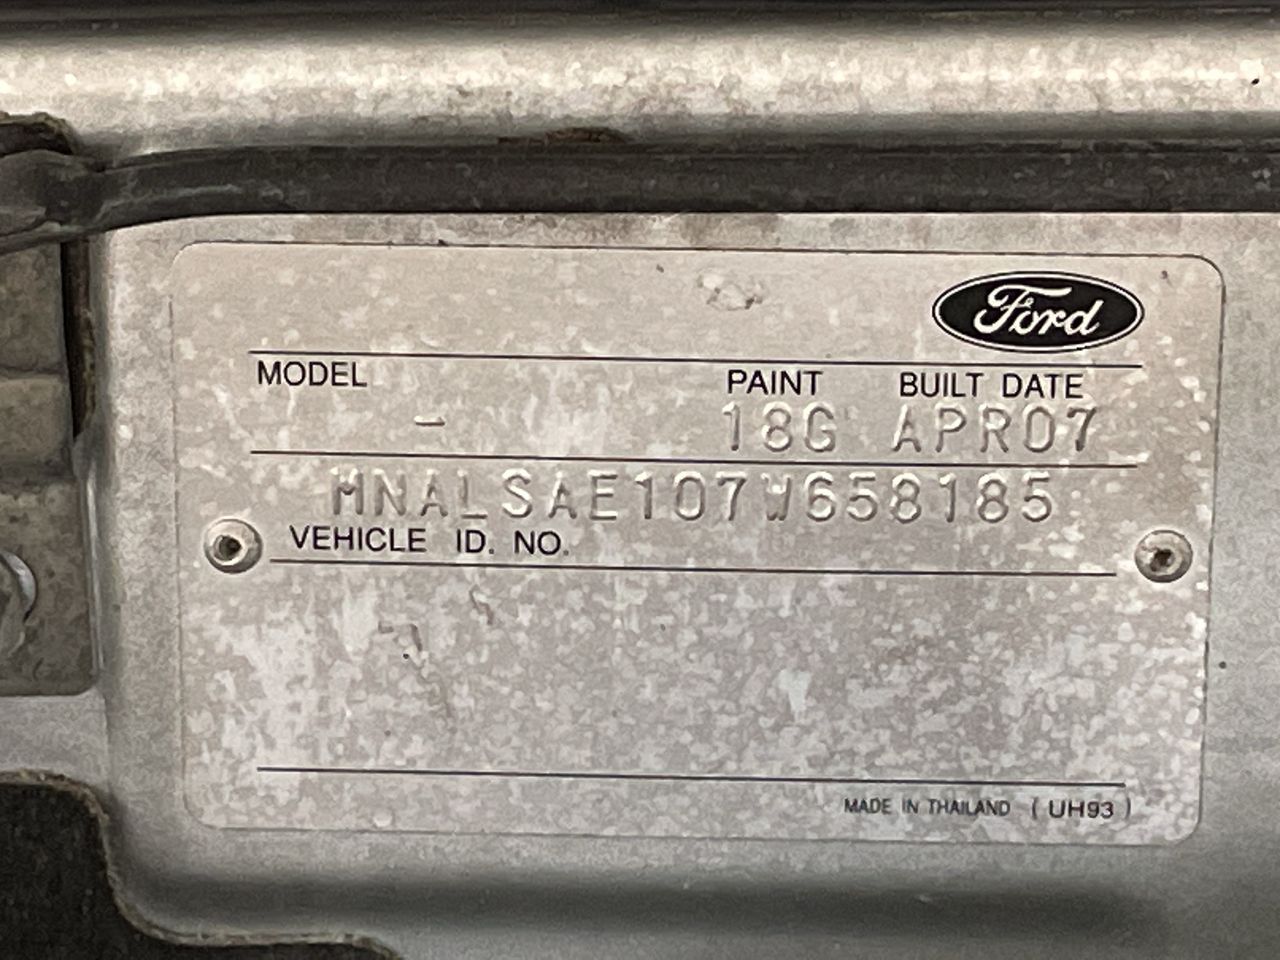 Ford
MODEL PAINT BUILT DATE
- 18G APR07
MNALSAE107W658185
VEHICLE ID. NO.
MADE IN THAILAND (UH93)